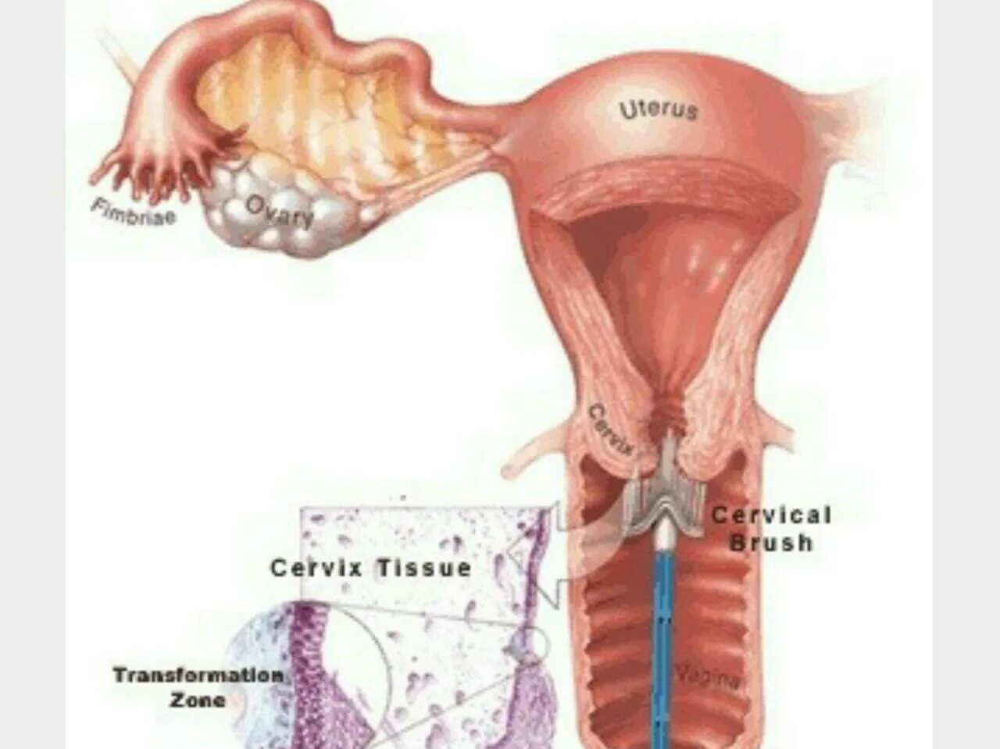 Uterus
Fimbriae
Ovary
Cervix
Cervical
Brush
Cervix Tissue
Transformation
Zone
Vagina